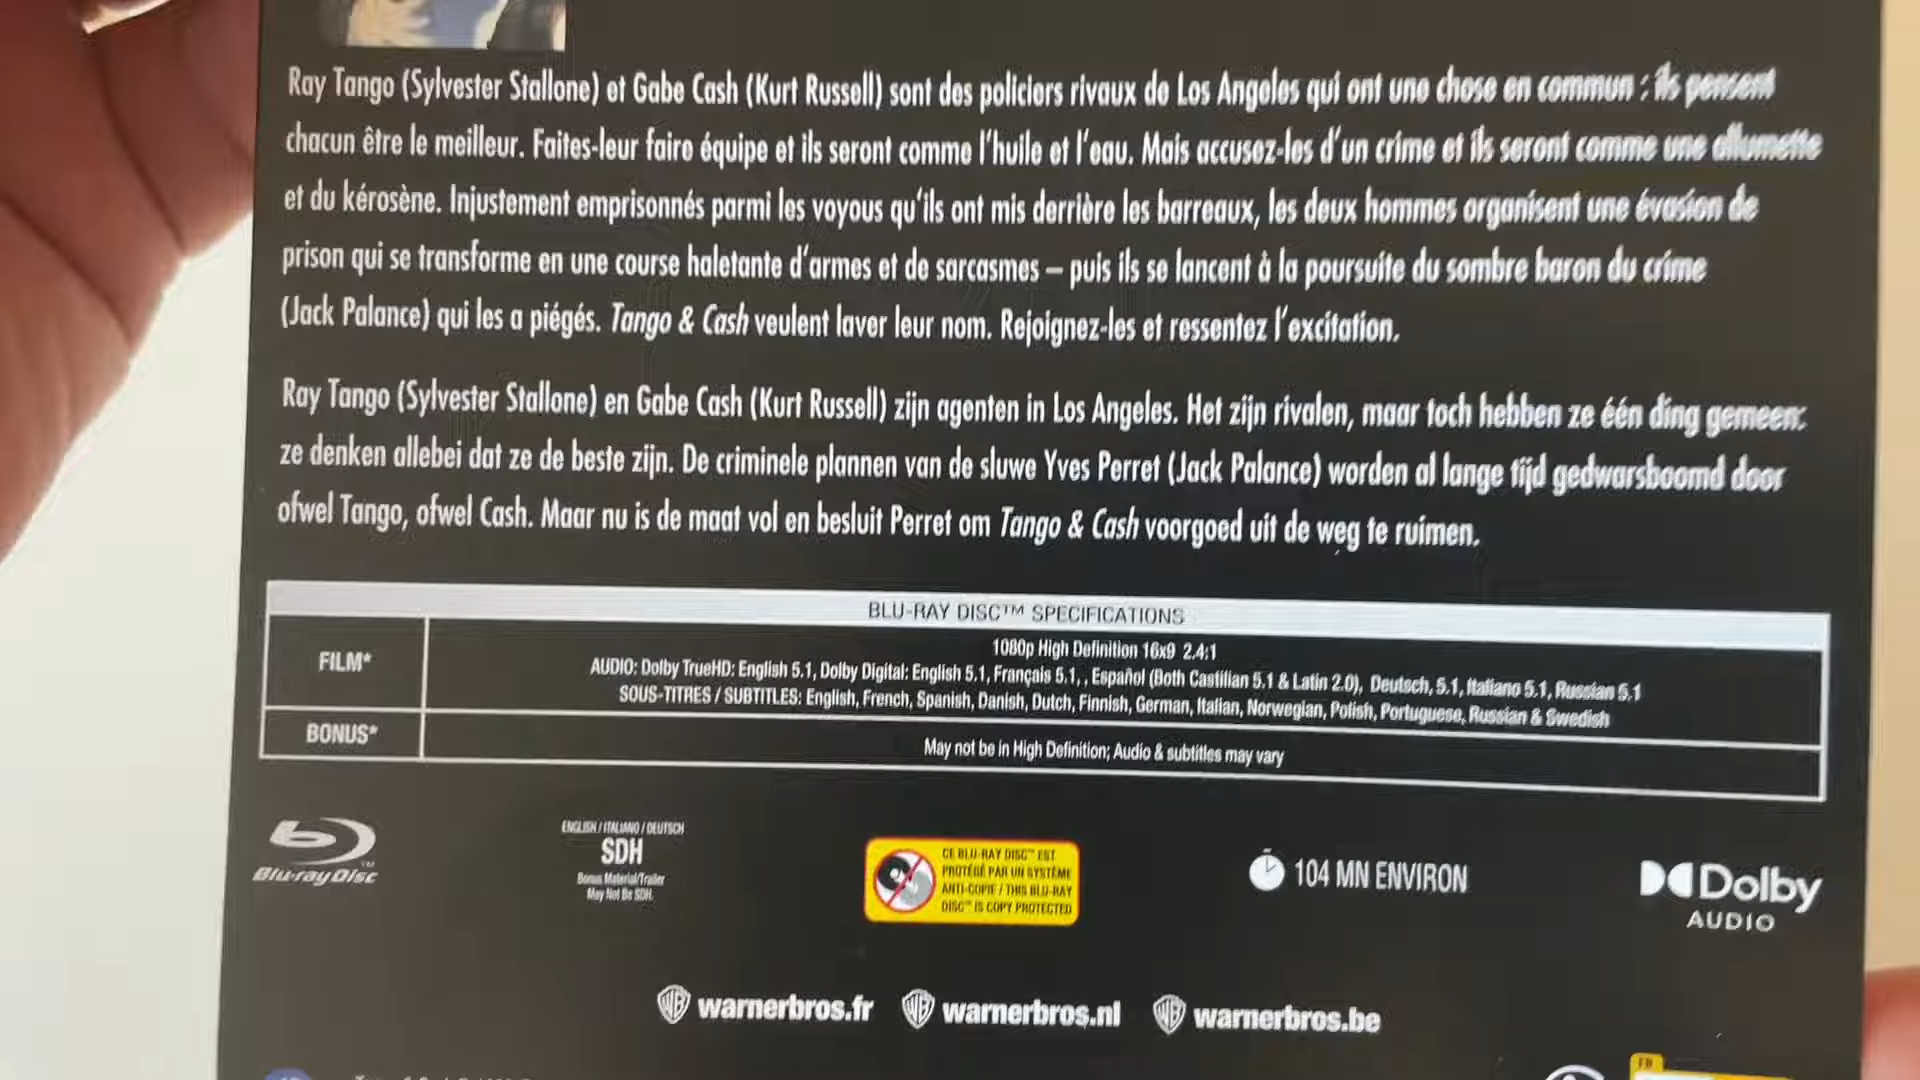 Ray Tango (Sylvester Stallone) et Gabe Cash (Kurt Russell) sont des policiers rivaux de Los Angeles qui ont une chose en commun : ils pensent
chacun être le meilleur. Faites-leur faire équipe et ils seront comme l'huile et l'eau. Mais accusez-les d'un crime et ils seront comme une allumette
et du kérosène. Injustement emprisonnés parmi les voyous qu'ils ont mis derrière les barreaux, les deux hommes organisent une évasion de
prison qui se transforme en une course haletante d'armes et de sarcasmes – puis ils se lancent à la poursuite du sombre baron du crime
(Jack Palance) qui les a piégés. Tango & Cash veulent laver leur nom. Rejoignez-les et ressentez l'excitation.
Ray Tango (Sylvester Stallone) en Gabe Cash (Kurt Russell) zijn agenten in Los Angeles. Het zijn rivalen, maar toch hebben ze één ding gemeen:
ze denken allebei dat ze de beste zijn. De criminele plannen van de sluwe Yves Perret (Jack Palance) worden al lange tijd gedwarsboomd door
ofwel Tango, ofwel Cash. Maar nu is de maat vol en besluit Perret om Tango & Cash voorgoed uit de weg te ruimen.
BLU-RAY DISC™ SPECIFICATIONS
FILM*
1080p High Definition 16x9 2.4:1
AUDIO: Dolby TrueHD: English 5.1, Dolby Digital: English 5.1, Français 5.1, , Español (Both Castilian 5.1 & Latin 2.0), Deutsch, 5.1, Italiano 5.1, Russian 5.1
SOUS-TITRES / SUBTITLES: English, French, Spanish, Danish, Dutch, Finnish, German, Italian, Norwegian, Polish, Portuguese, Russian & Swedish
BONUS*
May not be in High Definition; Audio & subtitles may vary
Blu-ray Disc™
ENGLISH / ITALIANO / DEUTSCH
SDH
Bonus Material/Trailer
May Not Be SDH.
CE BLU-RAY DISC™ EST
PROTÉGÉ PAR UN SYSTÈME
ANTI-COPIE / THIS BLU-RAY
DISC™ IS COPY PROTECTED
104 MN ENVIRON
Dolby
AUDIO
warnerbros.fr
warnerbros.nl
warnerbros.be
FR